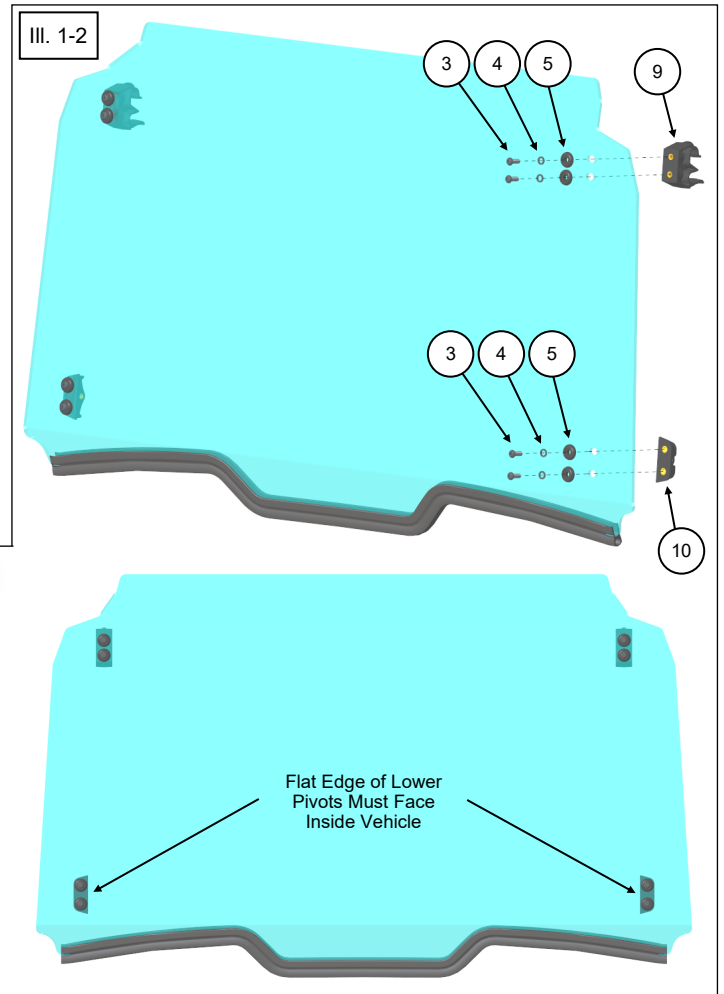 Ill. 1-2
3 4 5 9
3 4 5
10
Flat Edge of Lower
Pivots Must Face
Inside Vehicle